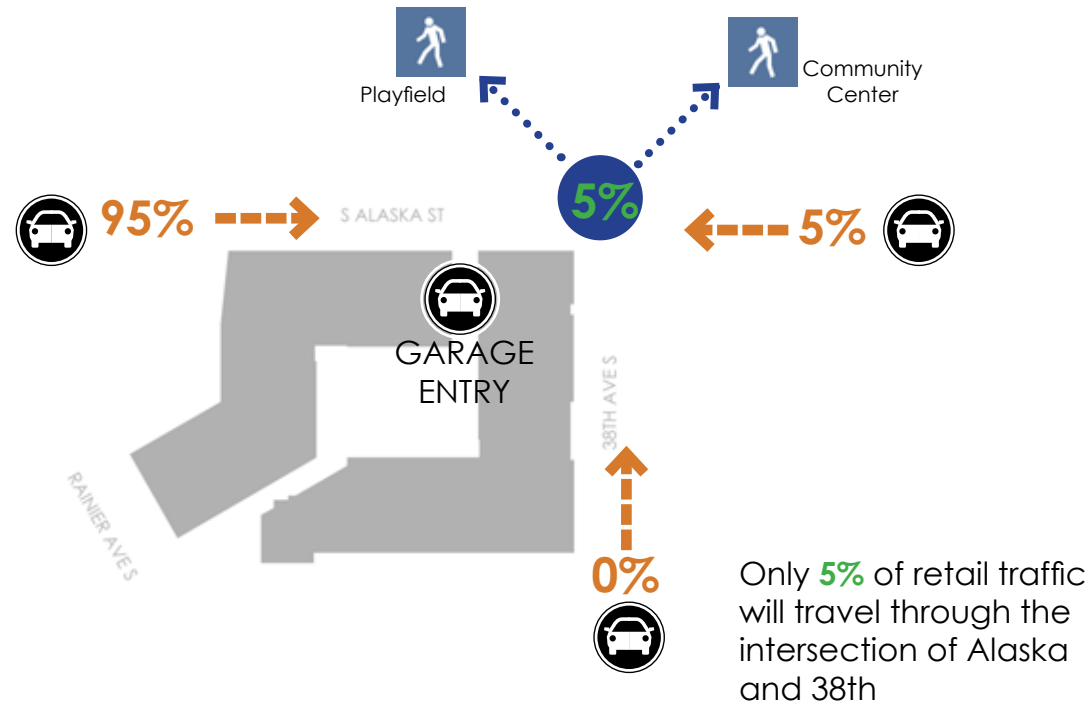 Playfield
Community
Center
95%
S ALASKA ST
5%
5%
GARAGE
ENTRY
38TH AVE S
RAINIER AVE S
0%
Only 5% of retail traffic
will travel through the
intersection of Alaska
and 38th